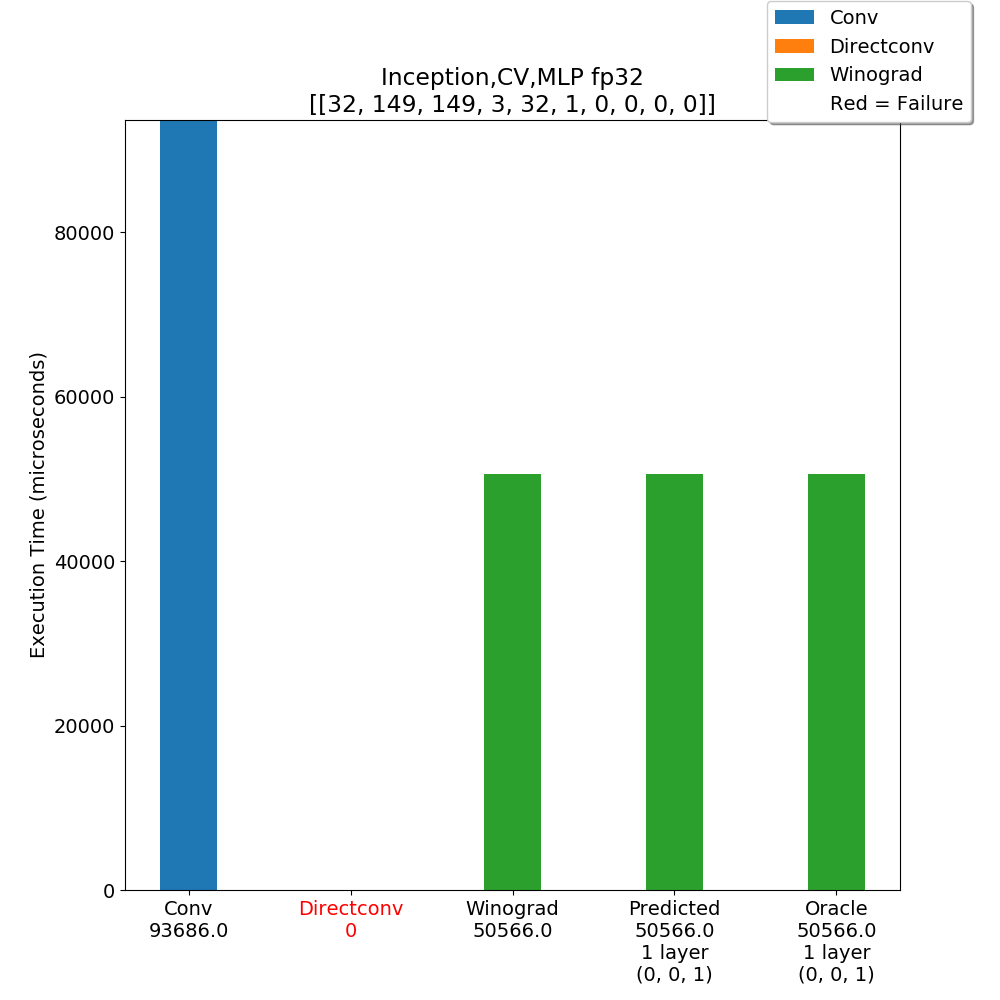 Conv
Directconv
Winograd
Red = Failure
Inception,CV,MLP fp32
[[32, 149, 149, 3, 32, 1, 0, 0, 0, 0]]
Execution Time (microseconds)
80000
60000
40000
20000
0
Conv
93686.0
Directconv
0
Winograd
50566.0
Predicted
50566.0
1 layer
(0, 0, 1)
Oracle
50566.0
1 layer
(0, 0, 1)